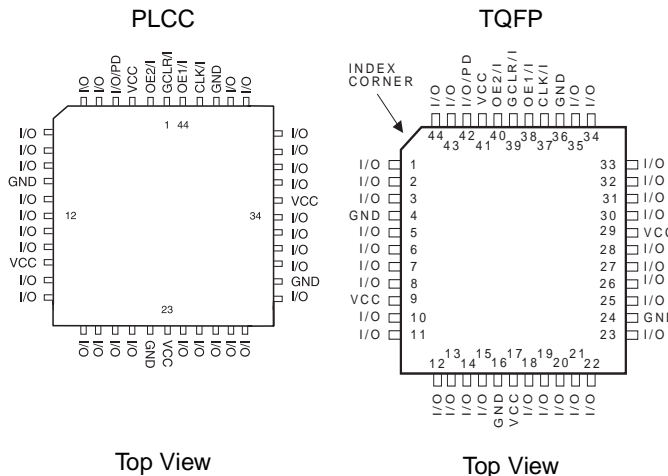 PLCC
I/O
I/O
I/O/PD
VCC
OE2/I
GCLR/I
OE1/I
CLK/I
GND
I/O
I/O
1 44
I/O
I/O
I/O
GND
I/O
I/O
I/O
I/O
VCC
I/O
I/O
12
34
I/O
I/O
I/O
I/O
VCC
I/O
I/O
I/O
I/O
GND
I/O
23
I/O
I/O
I/O
I/O
GND
VCC
I/O
I/O
I/O
I/O
I/O
Top View
TQFP
INDEX
CORNER
I/O
I/O
I/O/PD
VCC
OE2/I
GCLR/I
OE1/I
CLK/I
GND
I/O
I/O
44 43 42 41 40 39 38 37 36 35 34
I/O 1
I/O 2
I/O 3
GND 4
I/O 5
I/O 6
I/O 7
I/O 8
VCC 9
I/O 10
I/O 11
33 I/O
32 I/O
31 I/O
30 I/O
29 VCC
28 I/O
27 I/O
26 I/O
25 I/O
24 GND
23 I/O
12 13 14 15 16 17 18 19 20 21 22
I/O
I/O
I/O
I/O
GND
VCC
I/O
I/O
I/O
I/O
I/O
Top View